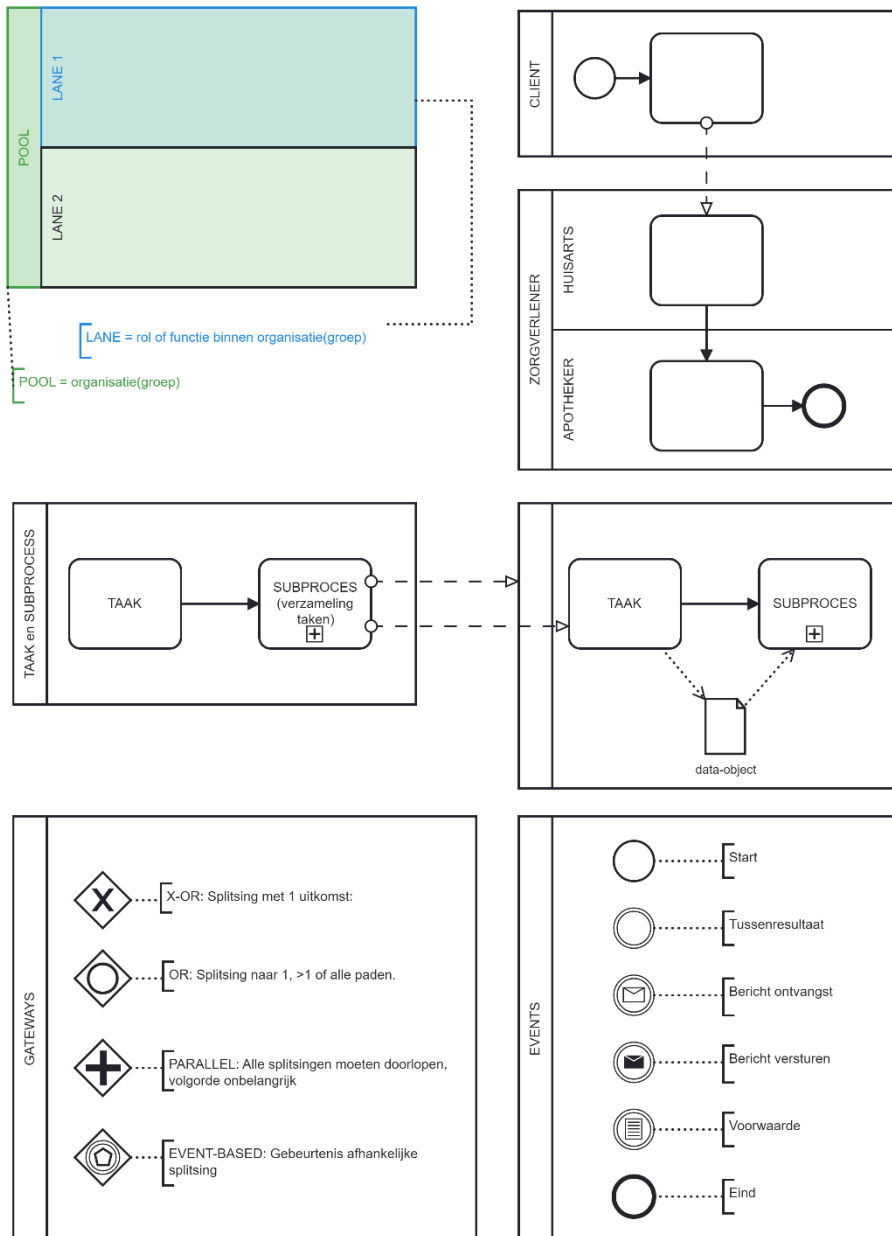 POOL
LANE 1
LANE 2
LANE = rol of functie binnen organisatie(groep)
POOL = organisatie(groep)
CLIENT
ZORGVERLENER
HUISARTS
APOTHEKER
TAAK en SUBPROCESS
TAAK
SUBPROCES
(verzameling
taken)
TAAK
SUBPROCES
data-object
GATEWAYS
X-OR: Splitsing met 1 uitkomst:
OR: Splitsing naar 1, >1 of alle paden.
PARALLEL: Alle splitsingen moeten doorlopen,
volgorde onbelangrijk
EVENT-BASED: Gebeurtenis afhankelijke
splitsing
EVENTS
Start
Tussenresultaat
Bericht ontvangst
Bericht versturen
Voorwaarde
Eind